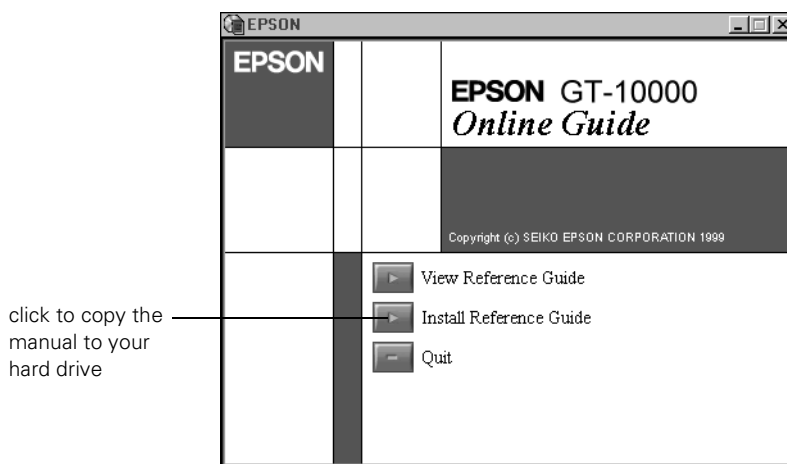 EPSON
EPSON
EPSON GT-10000
Online Guide
Copyright (c) SEIKO EPSON CORPORATION 1999
View Reference Guide
click to copy the
manual to your
hard drive
Install Reference Guide
Quit